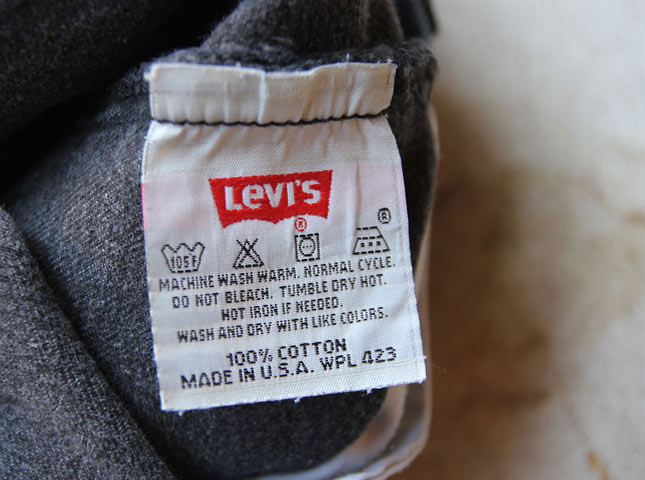 Levi's
®
®
105F
MACHINE WASH WARM. NORMAL CYCLE.
DO NOT BLEACH. TUMBLE DRY HOT.
HOT IRON IF NEEDED.
WASH AND DRY WITH LIKE COLORS.
100% COTTON
MADE IN U.S.A. WPL 423